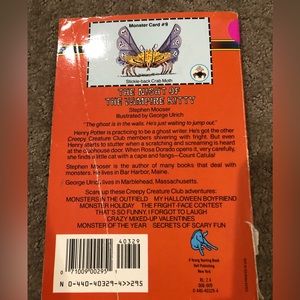 Monster Card #9
Stickle-back Crab Moth
THE NIGHT OF
THE VAMPIRE KITTY
Stephen Mooser
Illustrated by George Ulrich
"The ghost is in the walls. He's just waiting to jump out."
Henry Potter is practicing to be a ghost writer. He's got the other
Creepy Creature Club members shivering with fright. But even
Henry starts to stutter when a scratching and screaming is heard
at the clubhouse door. When Rosa Dorado opens it, very carefully,
she finds a little cat with a cape and fangs—Count Catula!
Stephen Mooser is the author of many books that deal with
monsters. He lives in Bar Harbor, Maine.
George Ulrich lives in Marblehead, Massachusetts.
Scare up these Creepy Creature Club adventures:
MONSTERS IN THE OUTFIELD MY HALLOWEEN BOYFRIEND
MONSTER HOLIDAY THE FRIGHT-FACE CONTEST
THAT'S SO FUNNY, I FORGOT TO LAUGH
CRAZY MIXED-UP VALENTINES
MONSTER OF THE YEAR SECRETS OF SCARY FUN
40329
A Young Yearling Book
Dell Publishing
New York
0-440-40329-4